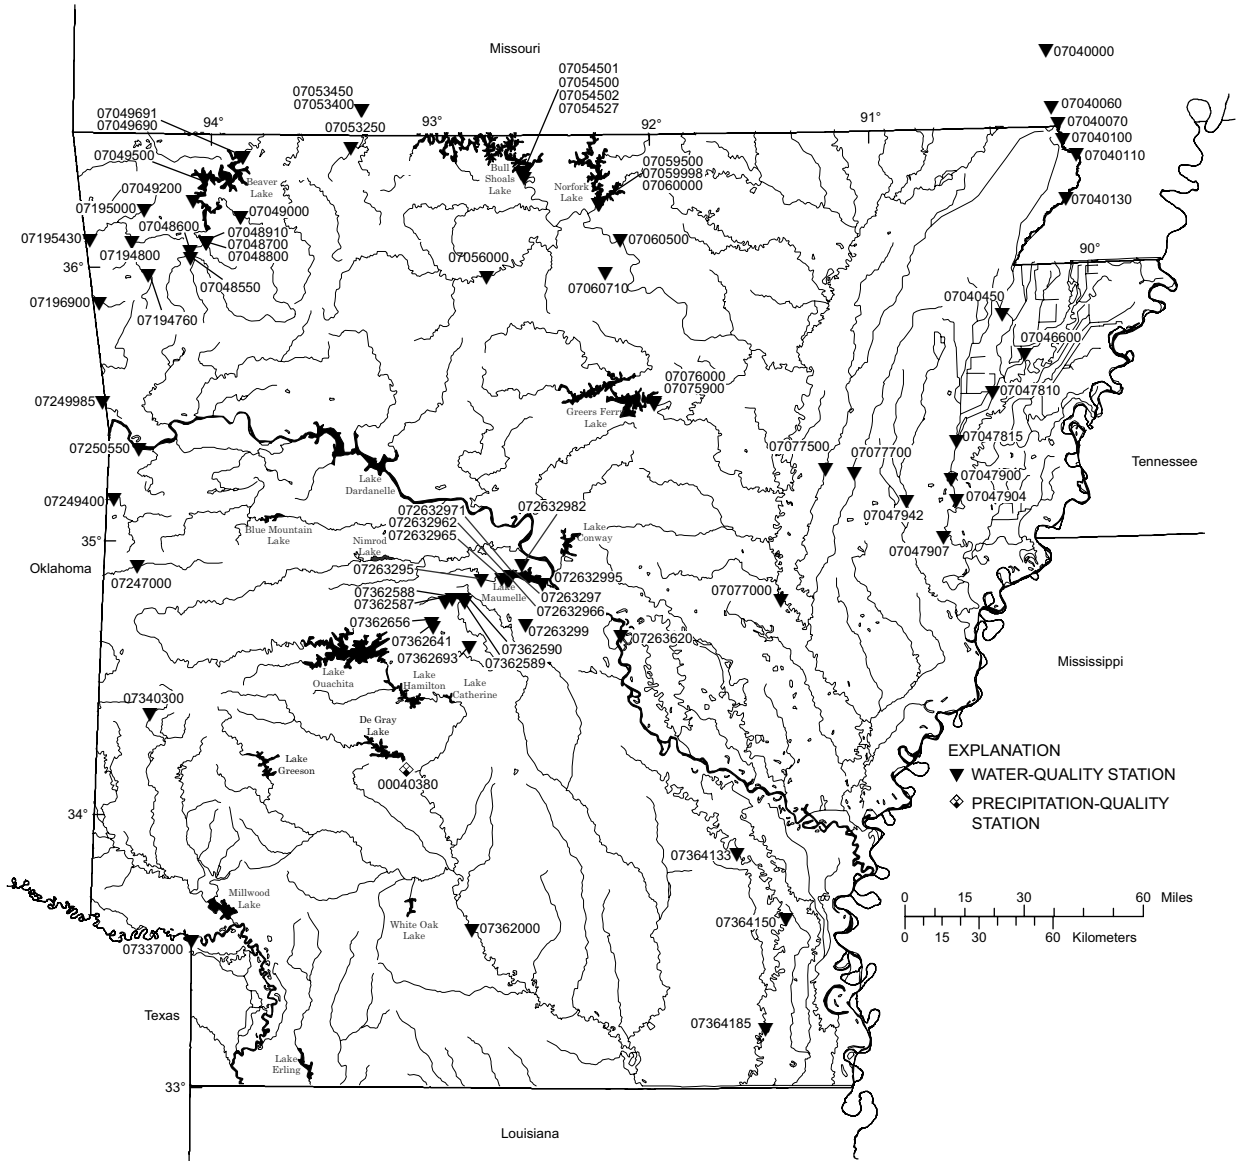 Missouri
07040000
07054501
07054500
07054502
07054527
07053450
07053400
07053250
07049691
07049690
94°
93°
92°
91°
07040060
07040070
07040100
07040110
07040130
07049500
Beaver
Lake
Bull
Shoals
Lake
Norfork
Lake
07059500
07059998
07060000
07049200
07195000
07049000
07048600
07048910
07048700
07048800
07195430
07194800
07048550
36°
07056000
07060500
07060710
90°
07196900
07194760
07040450
07046600
07076000
07075900
Greers Ferry
Lake
07047810
07249985
07250550
07077500
07077700
07047815
Tennessee
Lake
Dardanelle
07047900
07047904
07249400
07047942
072632971
072632962
072632965
072632982
Blue Mountain
Lake
Nimrod
Lake
Lake
Conway
35°
07047907
Oklahoma
07247000
07263295
072632995
Lake
Maumelle
07263297
072632966
07362588
07362587
07077000
07362656
07362641
07362693
07263299
07263620
07362590
07362589
Mississippi
Lake
Ouachita
Lake
Hamilton
Lake
Catherine
07340300
De Gray
Lake
Lake
Greeson
00040380
EXPLANATION
WATER-QUALITY STATION
PRECIPITATION-QUALITY
STATION
34°
07364133
Millwood
Lake
White Oak
Lake
07362000
07364150
0 15 30 60 Miles
0 15 30 60 Kilometers
07337000
Texas
07364185
Lake
Erling
33°
Louisiana